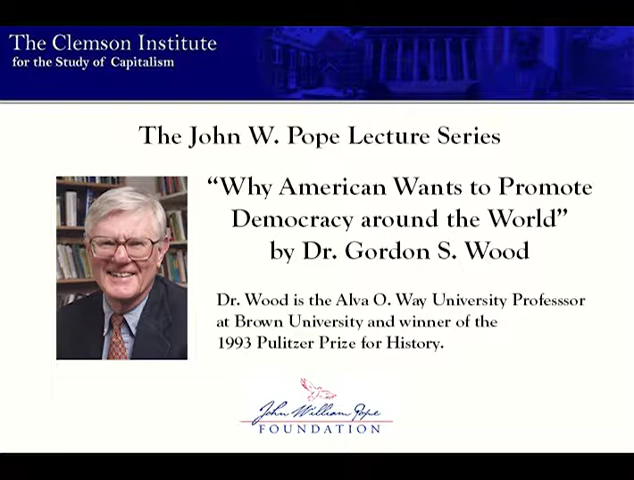 The Clemson Institute
for the Study of Capitalism
The John W. Pope Lecture Series
“Why American Wants to Promote
Democracy around the World”
by Dr. Gordon S. Wood
Dr. Wood is the Alva O. Way University Professsor
at Brown University and winner of the
1993 Pulitzer Prize for History.
John William Pope
FOUNDATION